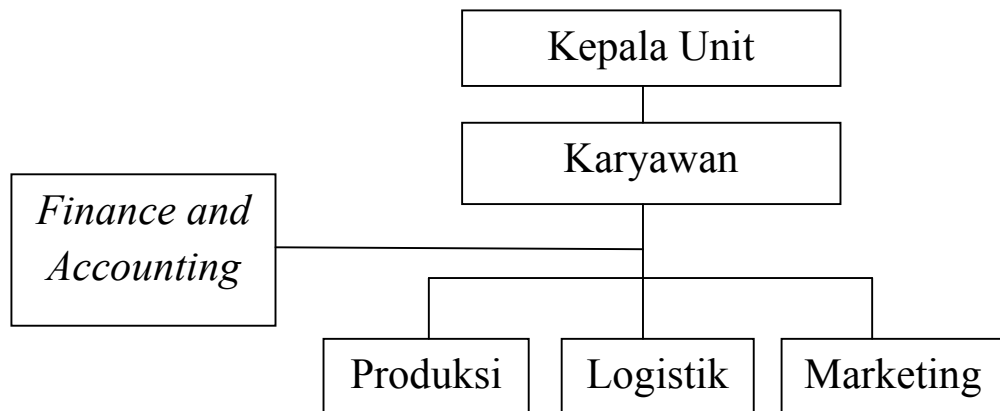 Kepala Unit
Karyawan
Finance and
Accounting
Produksi
Logistik
Marketing